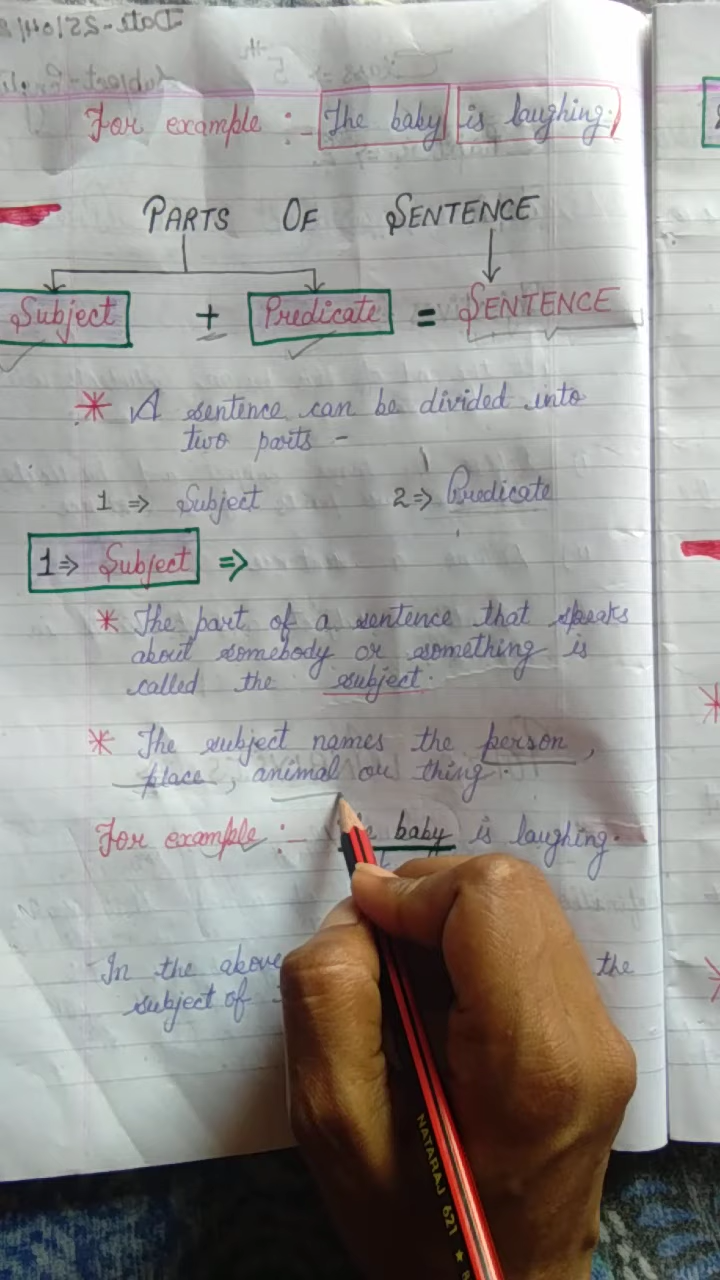 For example :- The baby is laughing.
PARTS OF SENTENCE
Subject + Predicate = SENTENCE
* A sentence can be divided into
two parts -
1 => Subject 2 => Predicate
1 => Subject =>
* The part of a sentence that speaks
about somebody or something is
called the subject.
* The subject names the person,
place, animal or thing.
For example :- baby is laughing.
In the above the
subject of
NATARAJ 621